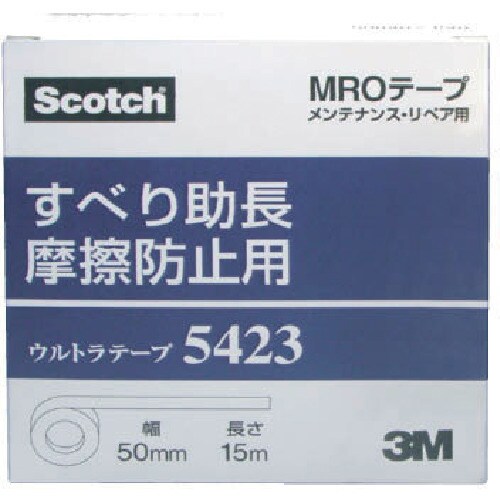 Scotch
MROテープ
メンテナンス・リペア用
すべり助長
摩擦防止用
ウルトラテープ 5423
幅 長さ
50mm 15m
3M